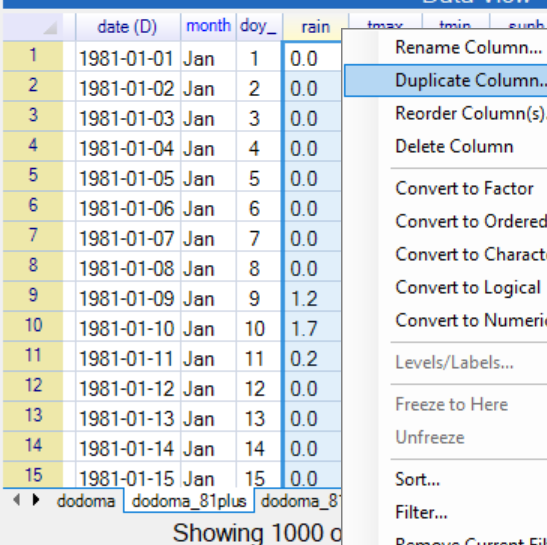 Data View
date (D) month doy_ rain tmax tmin sunh
1 1981-01-01 Jan 1 0.0
2 1981-01-02 Jan 2 0.0
3 1981-01-03 Jan 3 0.0
4 1981-01-04 Jan 4 0.0
5 1981-01-05 Jan 5 0.0
6 1981-01-06 Jan 6 0.0
7 1981-01-07 Jan 7 0.0
8 1981-01-08 Jan 8 0.0
9 1981-01-09 Jan 9 1.2
10 1981-01-10 Jan 10 1.7
11 1981-01-11 Jan 11 0.2
12 1981-01-12 Jan 12 0.0
13 1981-01-13 Jan 13 0.0
14 1981-01-14 Jan 14 0.0
15 1981-01-15 Jan 15 0.0
dodoma dodoma_81plus dodoma_8
Showing 1000 o
Rename Column...
Duplicate Column..
Reorder Column(s).
Delete Column
Convert to Factor
Convert to Ordered
Convert to Charact
Convert to Logical
Convert to Numeri
Levels/Labels...
Freeze to Here
Unfreeze
Sort...
Filter...
Remove Current Fil